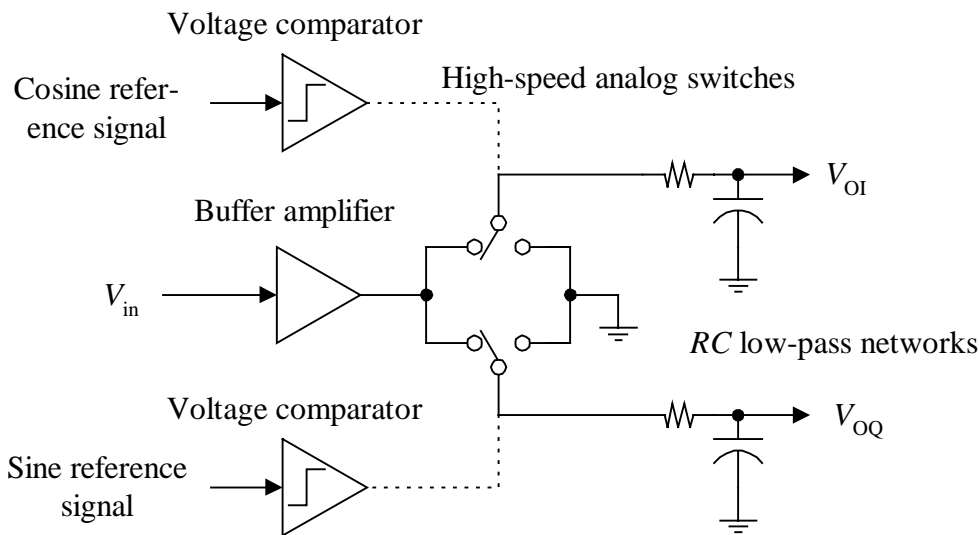 Voltage comparator
Cosine refer-
ence signal
High-speed analog switches
V_OI
Buffer amplifier
V_in
RC low-pass networks
Voltage comparator
V_OQ
Sine reference
signal